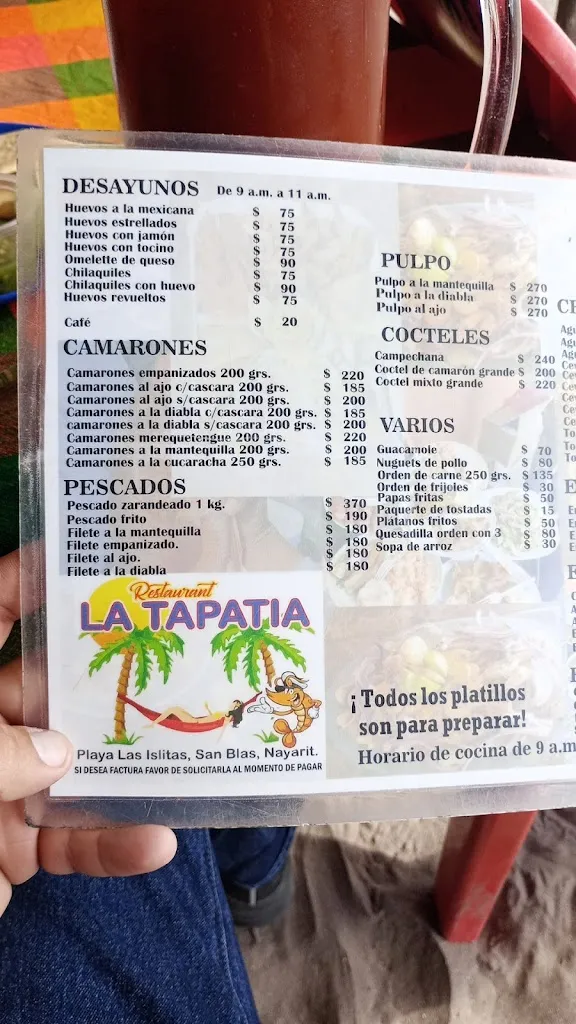 DESAYUNOS De 9 a.m. a 11 a.m.
Huevos a la mexicana $ 75
Huevos estrellados $ 75
Huevos con jamón $ 75
Huevos con tocino $ 75
Omelette de queso $ 90
Chilaquiles $ 75
Chilaquiles con huevo $ 90
Huevos revueltos $ 75
Café $ 20
CAMARONES
Camarones empanizados 200 grs. $ 220
Camarones al ajo c/cascara 200 grs. $ 185
Camarones al ajo s/cascara 200 grs. $ 200
Camarones a la diabla c/cascara 200 grs. $ 185
camarones a la diabla s/cascara 200 grs. $ 200
Camarones merequetengue 200 grs. $ 220
Camarones a la mantequilla 200 grs. $ 200
Camarones a la cucaracha 250 grs. $ 185
PESCADOS
Pescado zarandeado 1 kg. $ 370
Pescado frito $ 190
Filete a la mantequilla $ 180
Filete empanizado. $ 180
Filete al ajo. $ 180
Filete a la diabla $ 180
Restaurant
LA TAPATIA
Playa Las Islitas, San Blas, Nayarit.
SI DESEA FACTURA FAVOR DE SOLICITARLA AL MOMENTO DE PAGAR
PULPO
Pulpo a la mantequilla $ 270
Pulpo a la diabla $ 270
Pulpo al ajo $ 270
COCTELES
Campechana $ 240
Coctel de camarón grande $ 200
Coctel mixto grande $ 220
VARIOS
Guacamole $ 70
Nuguets de pollo $ 80
Orden de carne 250 grs. $ 135
Orden de frijoles $ 30
Papas fritas $ 50
Paquete de tostadas $ 15
Plátanos fritos $ 50
Quesadilla orden con 3 $ 80
Sopa de arroz $ 30
¡Todos los platillos
son para preparar!
Horario de cocina de 9 a.m